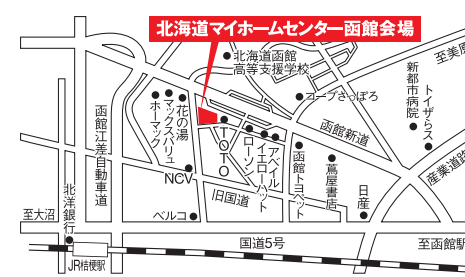 北海道マイホームセンター函館会場
北海道函館
高等支援学校
至美原
コープさっぽろ
新都市病院
トイザらス
函館新道
産業道路
函館江差自動車道
ホーマック
マックスバリュ
花の湯
TOTO
ローソン
イエローハット
アベイル
函館トヨペット
蔦屋書店
日産
NCV
旧国道
ベルコ
北洋銀行
至大沼
国道5号
至函館駅
JR桔梗駅